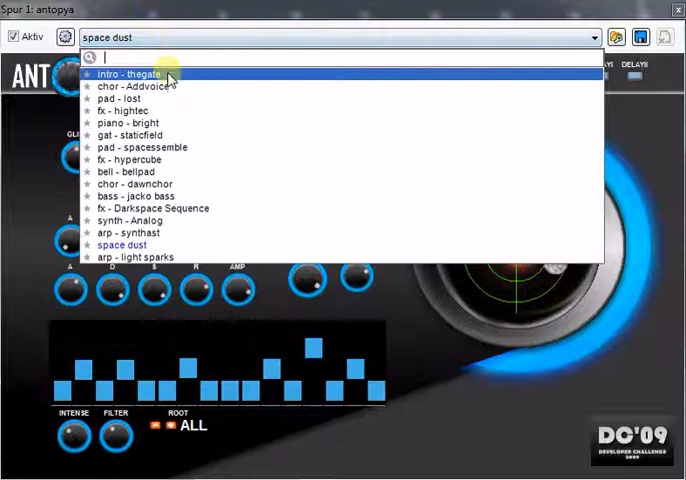 Spur 1: antopya
Aktiv
space dust
intro - thegate
chor - Addvoice
pad - lost
fx - hightec
piano - bright
gat - staticfield
pad - spacessemble
fx - hypercube
bell - bellpad
chor - dawnchor
bass - jacko bass
fx - Darkspace Sequence
synth - Analog
arp - synthast
space dust
arp - light sparks
ANT
DELAYII
GLI
A
A D S R AMP
INTENSE FILTER ROOT
ALL
DC'09
DEVELOPER CHALLENGE
2009